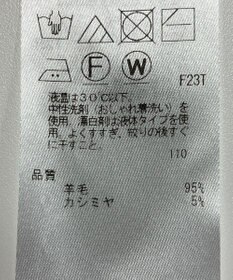 F W
F23T
液温は30℃以下、
中性洗剤（おしゃれ着洗い）を
使用。漂白剤は液体タイプを使
用。よくすすぎ、絞りの後すぐ
に干すこと。
110
品質
羊毛 95%
カシミヤ 5%